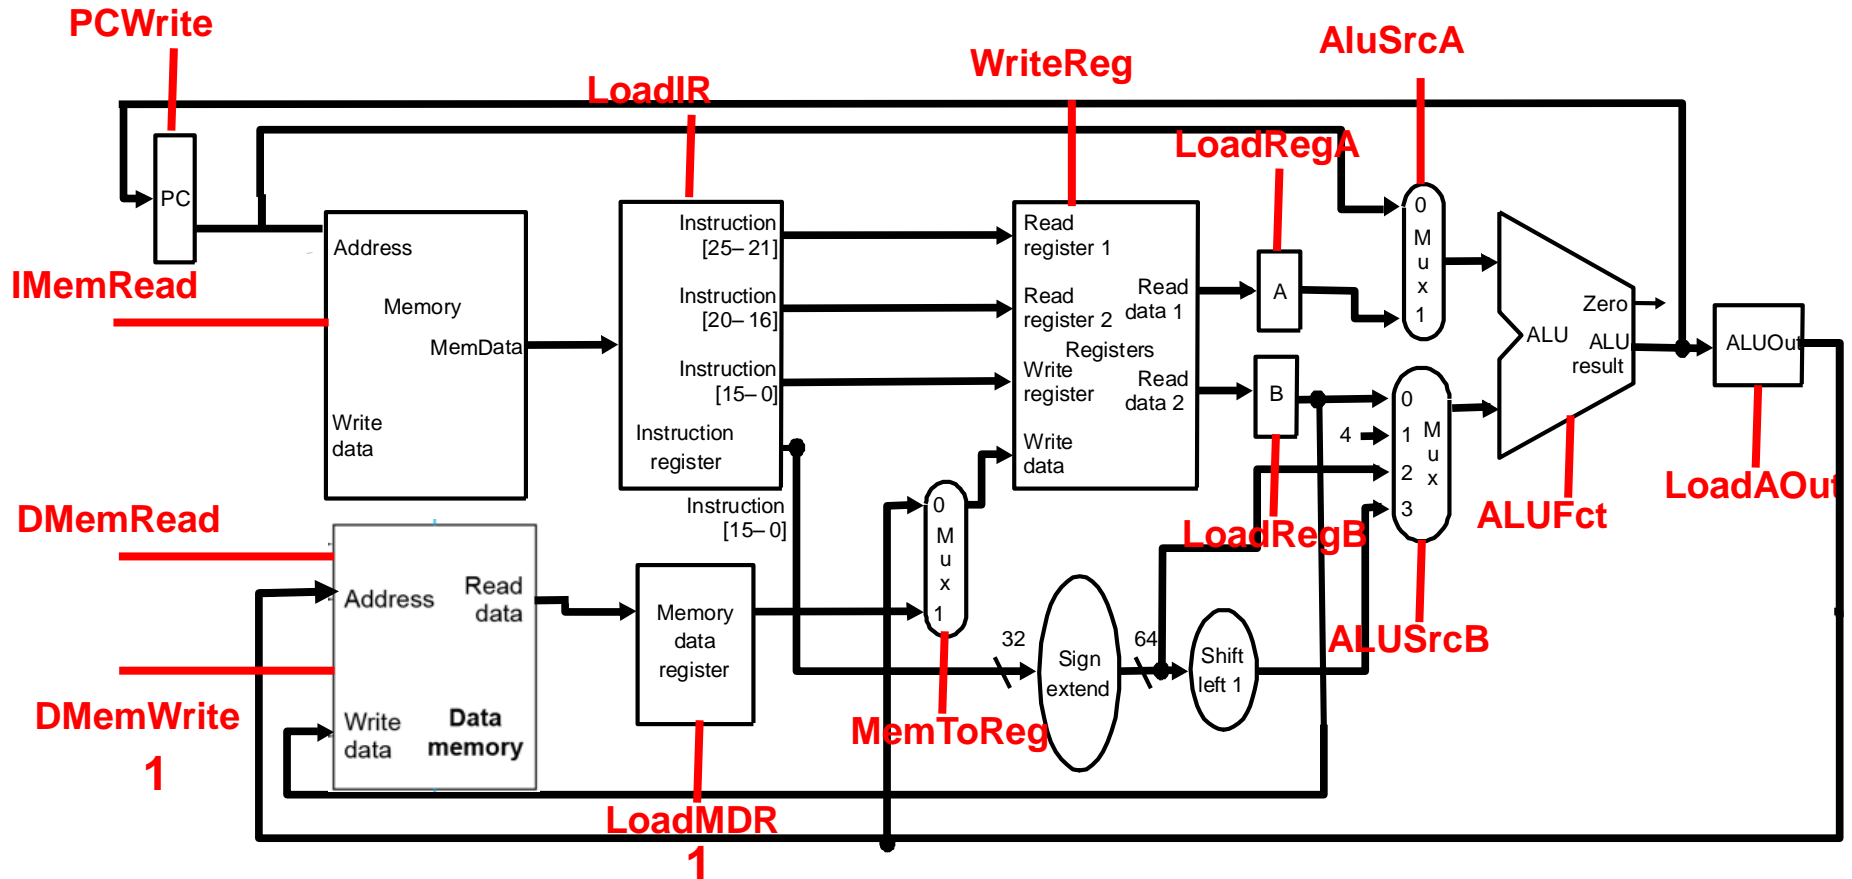 PCWrite
AluSrcA
WriteReg
LoadIR
LoadRegA
PC
IMemRead
Address
Memory
MemData
Write
data
Instruction
[25–21]
Instruction
[20–16]
Instruction
[15–0]
Instruction
register
Instruction
[15–0]
Read
register 1
Read
register 2
Registers
Write
register
Write
data
Read
data 1
Read
data 2
A
B
0
M
u
x
1
4
0
1
2
3
M
u
x
Zero
ALU
ALU
result
ALUOut
LoadAOut
ALUFct
LoadRegB
ALUSrcB
DMemRead
Address
Read
data
Write
data
Data
memory
DMemWrite
1
Memory
data
register
LoadMDR
1
0
M
u
x
1
MemToReg
32
Sign
extend
64
Shift
left 1